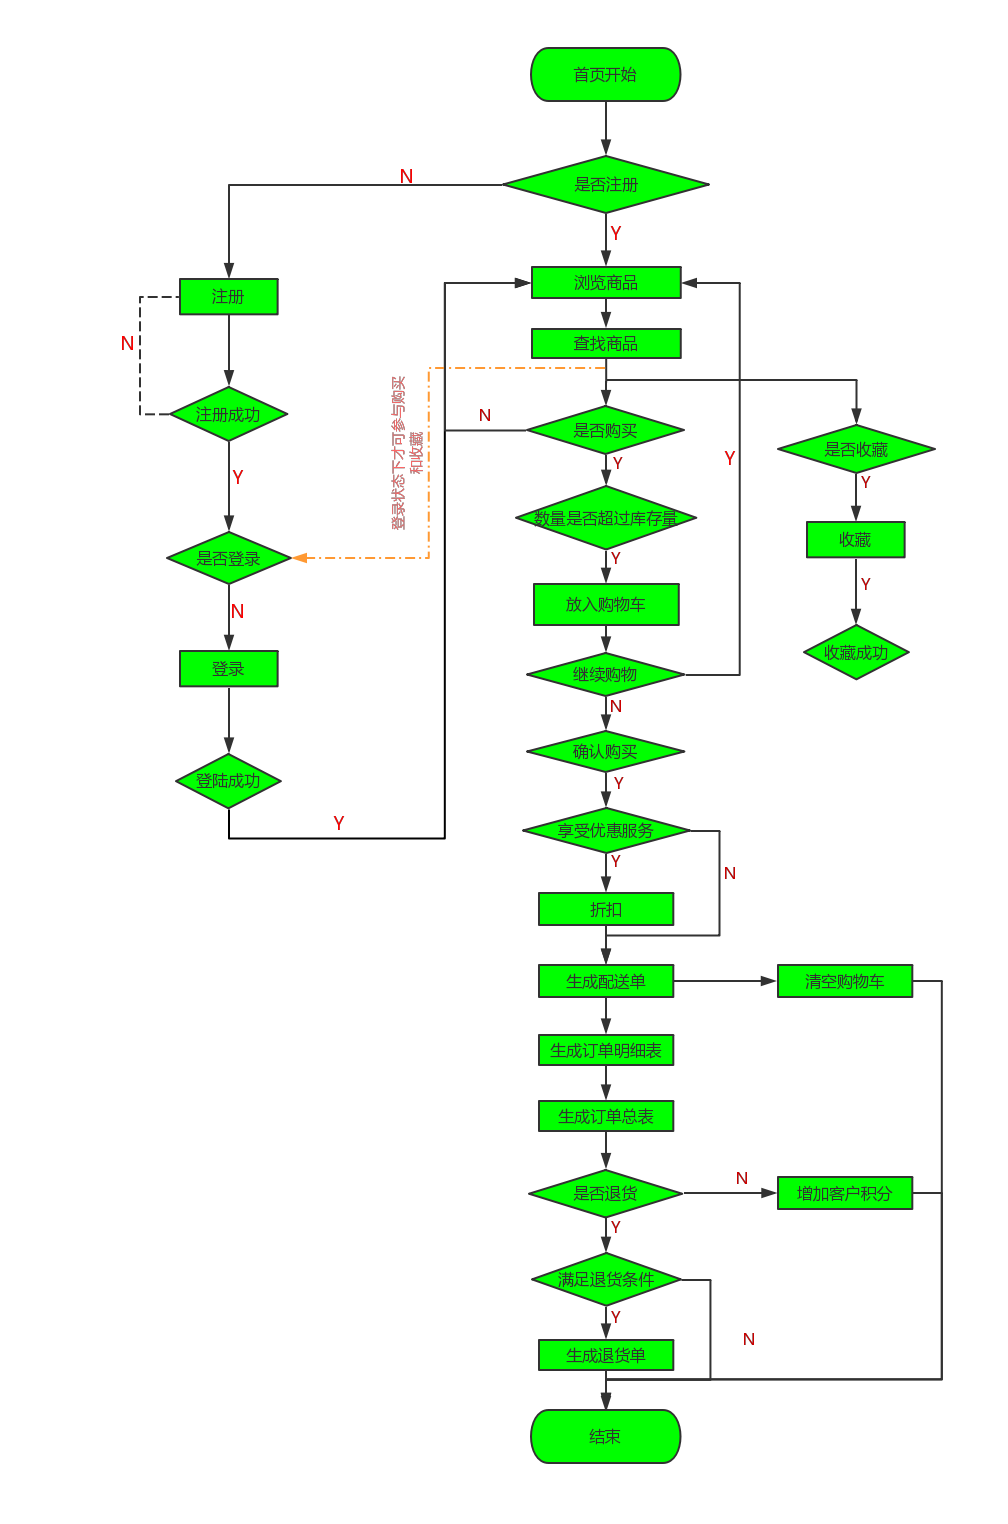 首页开始
是否注册
N
Y
浏览商品
注册
查找商品
N
登录状态下才可参与购买
和收藏
注册成功
是否购买
N
Y
是否收藏
Y
Y
Y
数量是否超过库存量
收藏
是否登录
Y
放入购物车
Y
N
登录
继续购物
收藏成功
N
确认购买
登陆成功
Y
Y
享受优惠服务
Y
N
折扣
生成配送单
清空购物车
生成订单明细表
生成订单总表
是否退货
N
增加客户积分
Y
满足退货条件
Y
N
生成退货单
结束